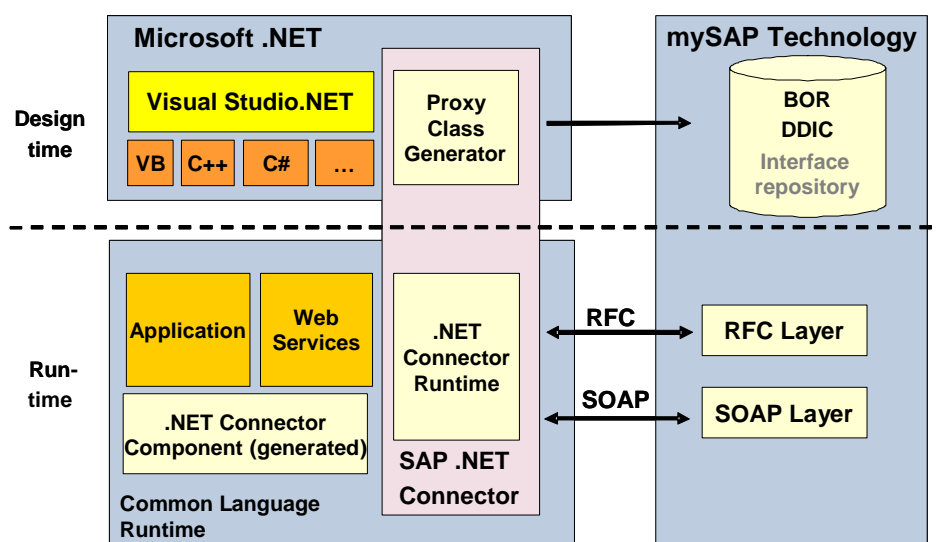 Microsoft .NET
mySAP Technology
Design
time
Visual Studio.NET
VB
C++
C#
...
Proxy
Class
Generator
BOR
DDIC
Interface
repository
Run-
time
Application
Web
Services
.NET
Connector
Runtime
RFC
RFC Layer
SOAP
SOAP Layer
.NET Connector
Component (generated)
SAP .NET
Connector
Common Language
Runtime